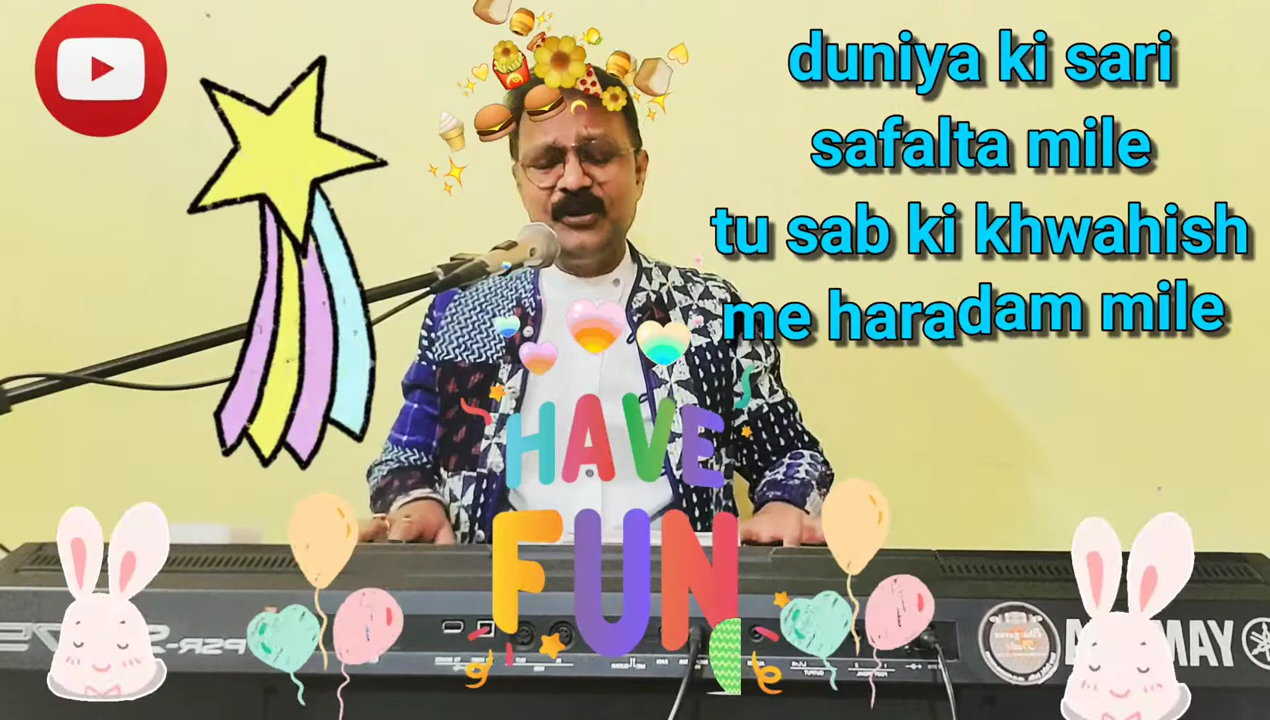 duniya ki sari
safalta mile
tu sab ki khwahish
me haradam mile
HAVE
FUN